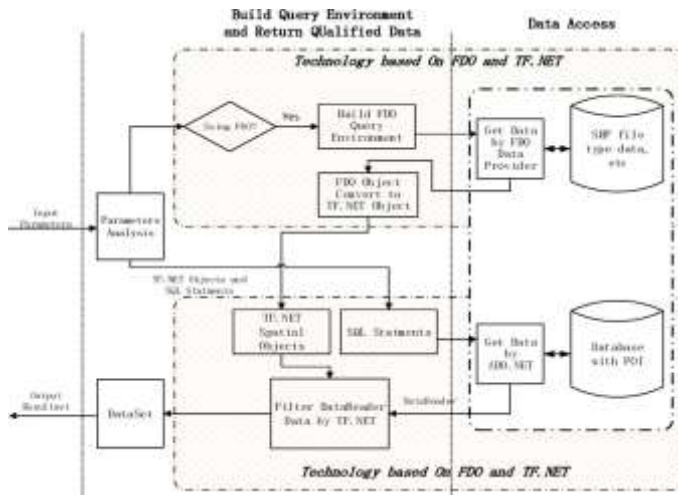 Build Query Environment
and Return QUalified Data
Data Access
Technology based On FDO and TF.NET
Using FDO?
Yes
Build FDO
Query
Environment
Get Data
by FDO
Data
Provider
SHP file
type data,
etc
FDO Object
Convert to
TF.NET Object
Input
Parameters
Parameters
Analysis
TF.NET Objects and
SQL Statments
TF.NET
Spatial
Objects
SQL Statments
Get Data
by
ADO.NET
Database
with
Output
DataSet
Filter DataReader
Data by TF.NET
DataReader
Technology based On FDO and TF.NET